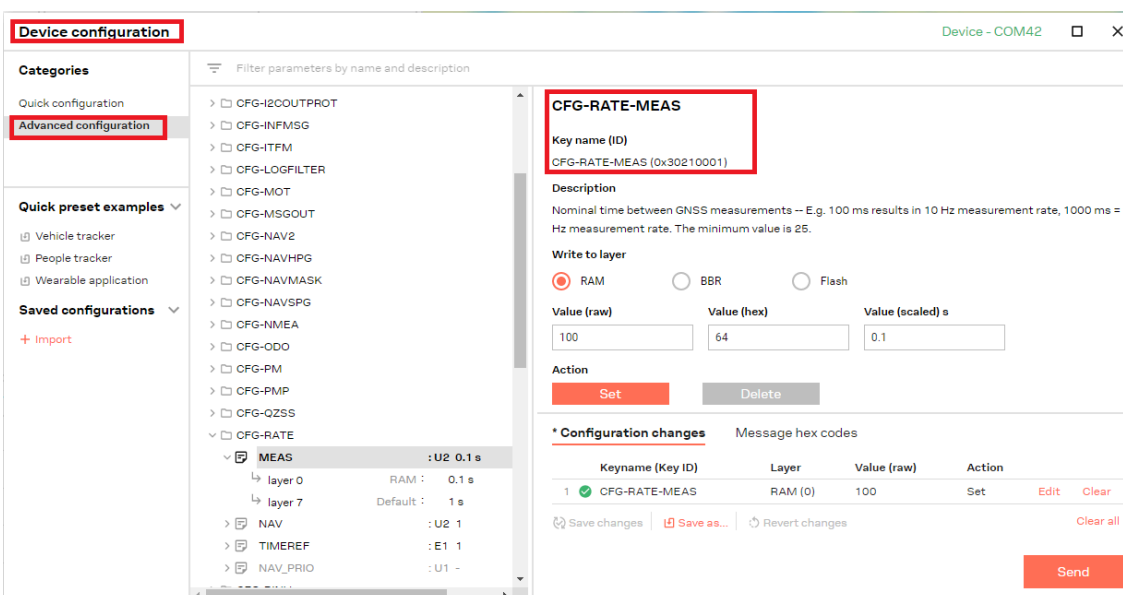 Device configuration
Device - COM42
Categories
Filter parameters by name and description
Quick configuration
Advanced configuration
Quick preset examples
Vehicle tracker
People tracker
Wearable application
Saved configurations
+ Import
CFG-I2COUTPROT
CFG-INFMSG
CFG-ITFM
CFG-LOGFILTER
CFG-MOT
CFG-MSGOUT
CFG-NAV2
CFG-NAVHPG
CFG-NAVMASK
CFG-NAVSPG
CFG-NMEA
CFG-ODO
CFG-PM
CFG-PMP
CFG-QZSS
CFG-RATE
MEAS : U2 0.1 s
layer 0 RAM : 0.1 s
layer 7 Default : 1 s
NAV : U2 1
TIMEREF : E1 1
NAV_PRIO : U1 -
CFG-RATE-MEAS
Key name (ID)
CFG-RATE-MEAS (0x30210001)
Description
Nominal time between GNSS measurements -- E.g. 100 ms results in 10 Hz measurement rate, 1000 ms =
Hz measurement rate. The minimum value is 25.
Write to layer
RAM BBR Flash
Value (raw) Value (hex) Value (scaled) s
100 64 0.1
Action
Set Delete
* Configuration changes Message hex codes
Keyname (Key ID) Layer Value (raw) Action
1 CFG-RATE-MEAS RAM (0) 100 Set Edit Clear
Save changes Save as... Revert changes Clear all
Send